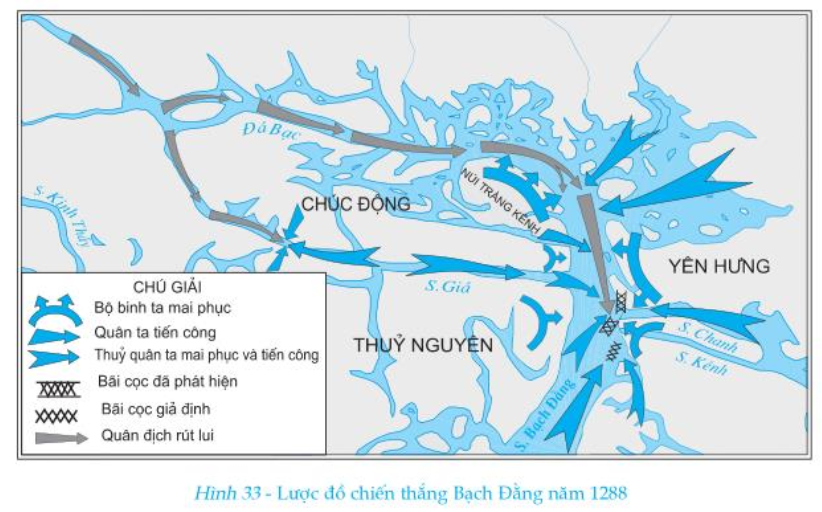 Đá Bạc
S. Kinh Thầy
CHÚC ĐỘNG
NÚI TRÀNG KÊNH
YÊN HƯNG
S. Giá
THUỶ NGUYÊN
S. Chanh
S. Kênh
S. Bạch Đằng
CHÚ GIẢI
Bộ binh ta mai phục
Quân ta tiến công
Thuỷ quân ta mai phục và tiến công
Bãi cọc đã phát hiện
Bãi cọc giả định
Quân địch rút lui
Hình 33 - Lược đồ chiến thắng Bạch Đằng năm 1288